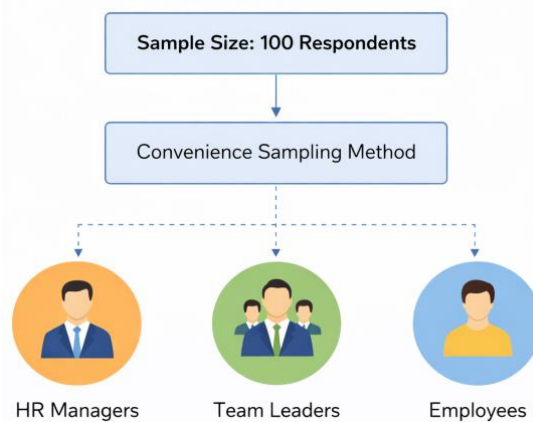 Sample Size: 100 Respondents
Convenience Sampling Method
HR Managers
Team Leaders
Employees